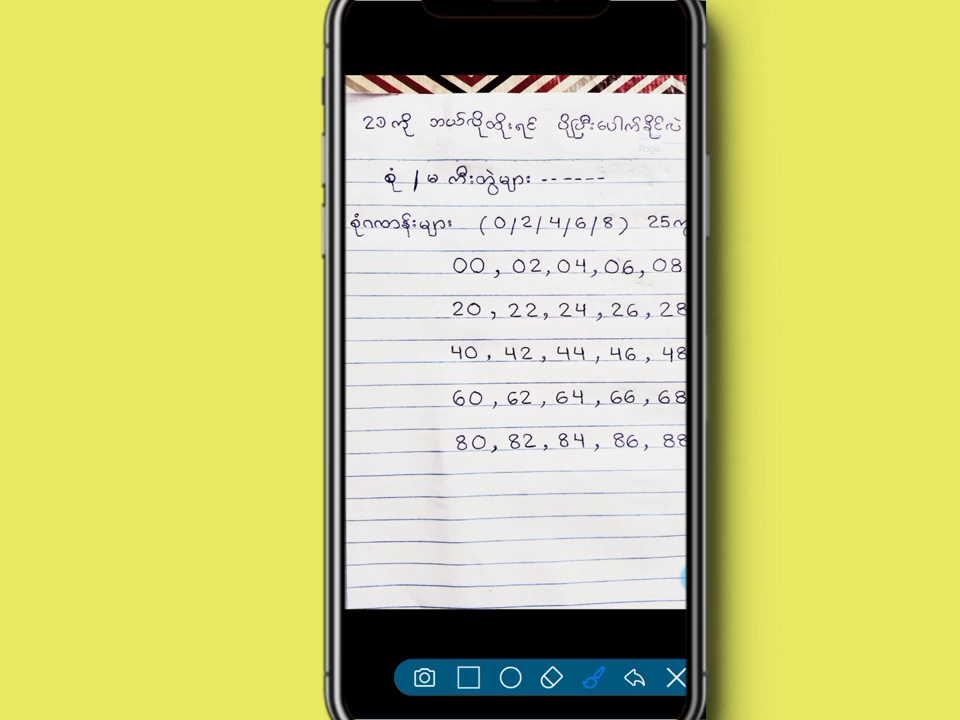 2D ကို ဘယ်လိုထိုးရင် ပိုပြီးပေါက်နိုင်လဲ
Page
စုံ / မ ကီးတွဲများ ------
စုံဂဏန်းများ (0/2/4/6/8) 25
00, 02, 04, 06, 08
20, 22, 24, 26, 28
40, 42, 44, 46, 48
60, 62, 64, 66, 68
80, 82, 84, 86, 88